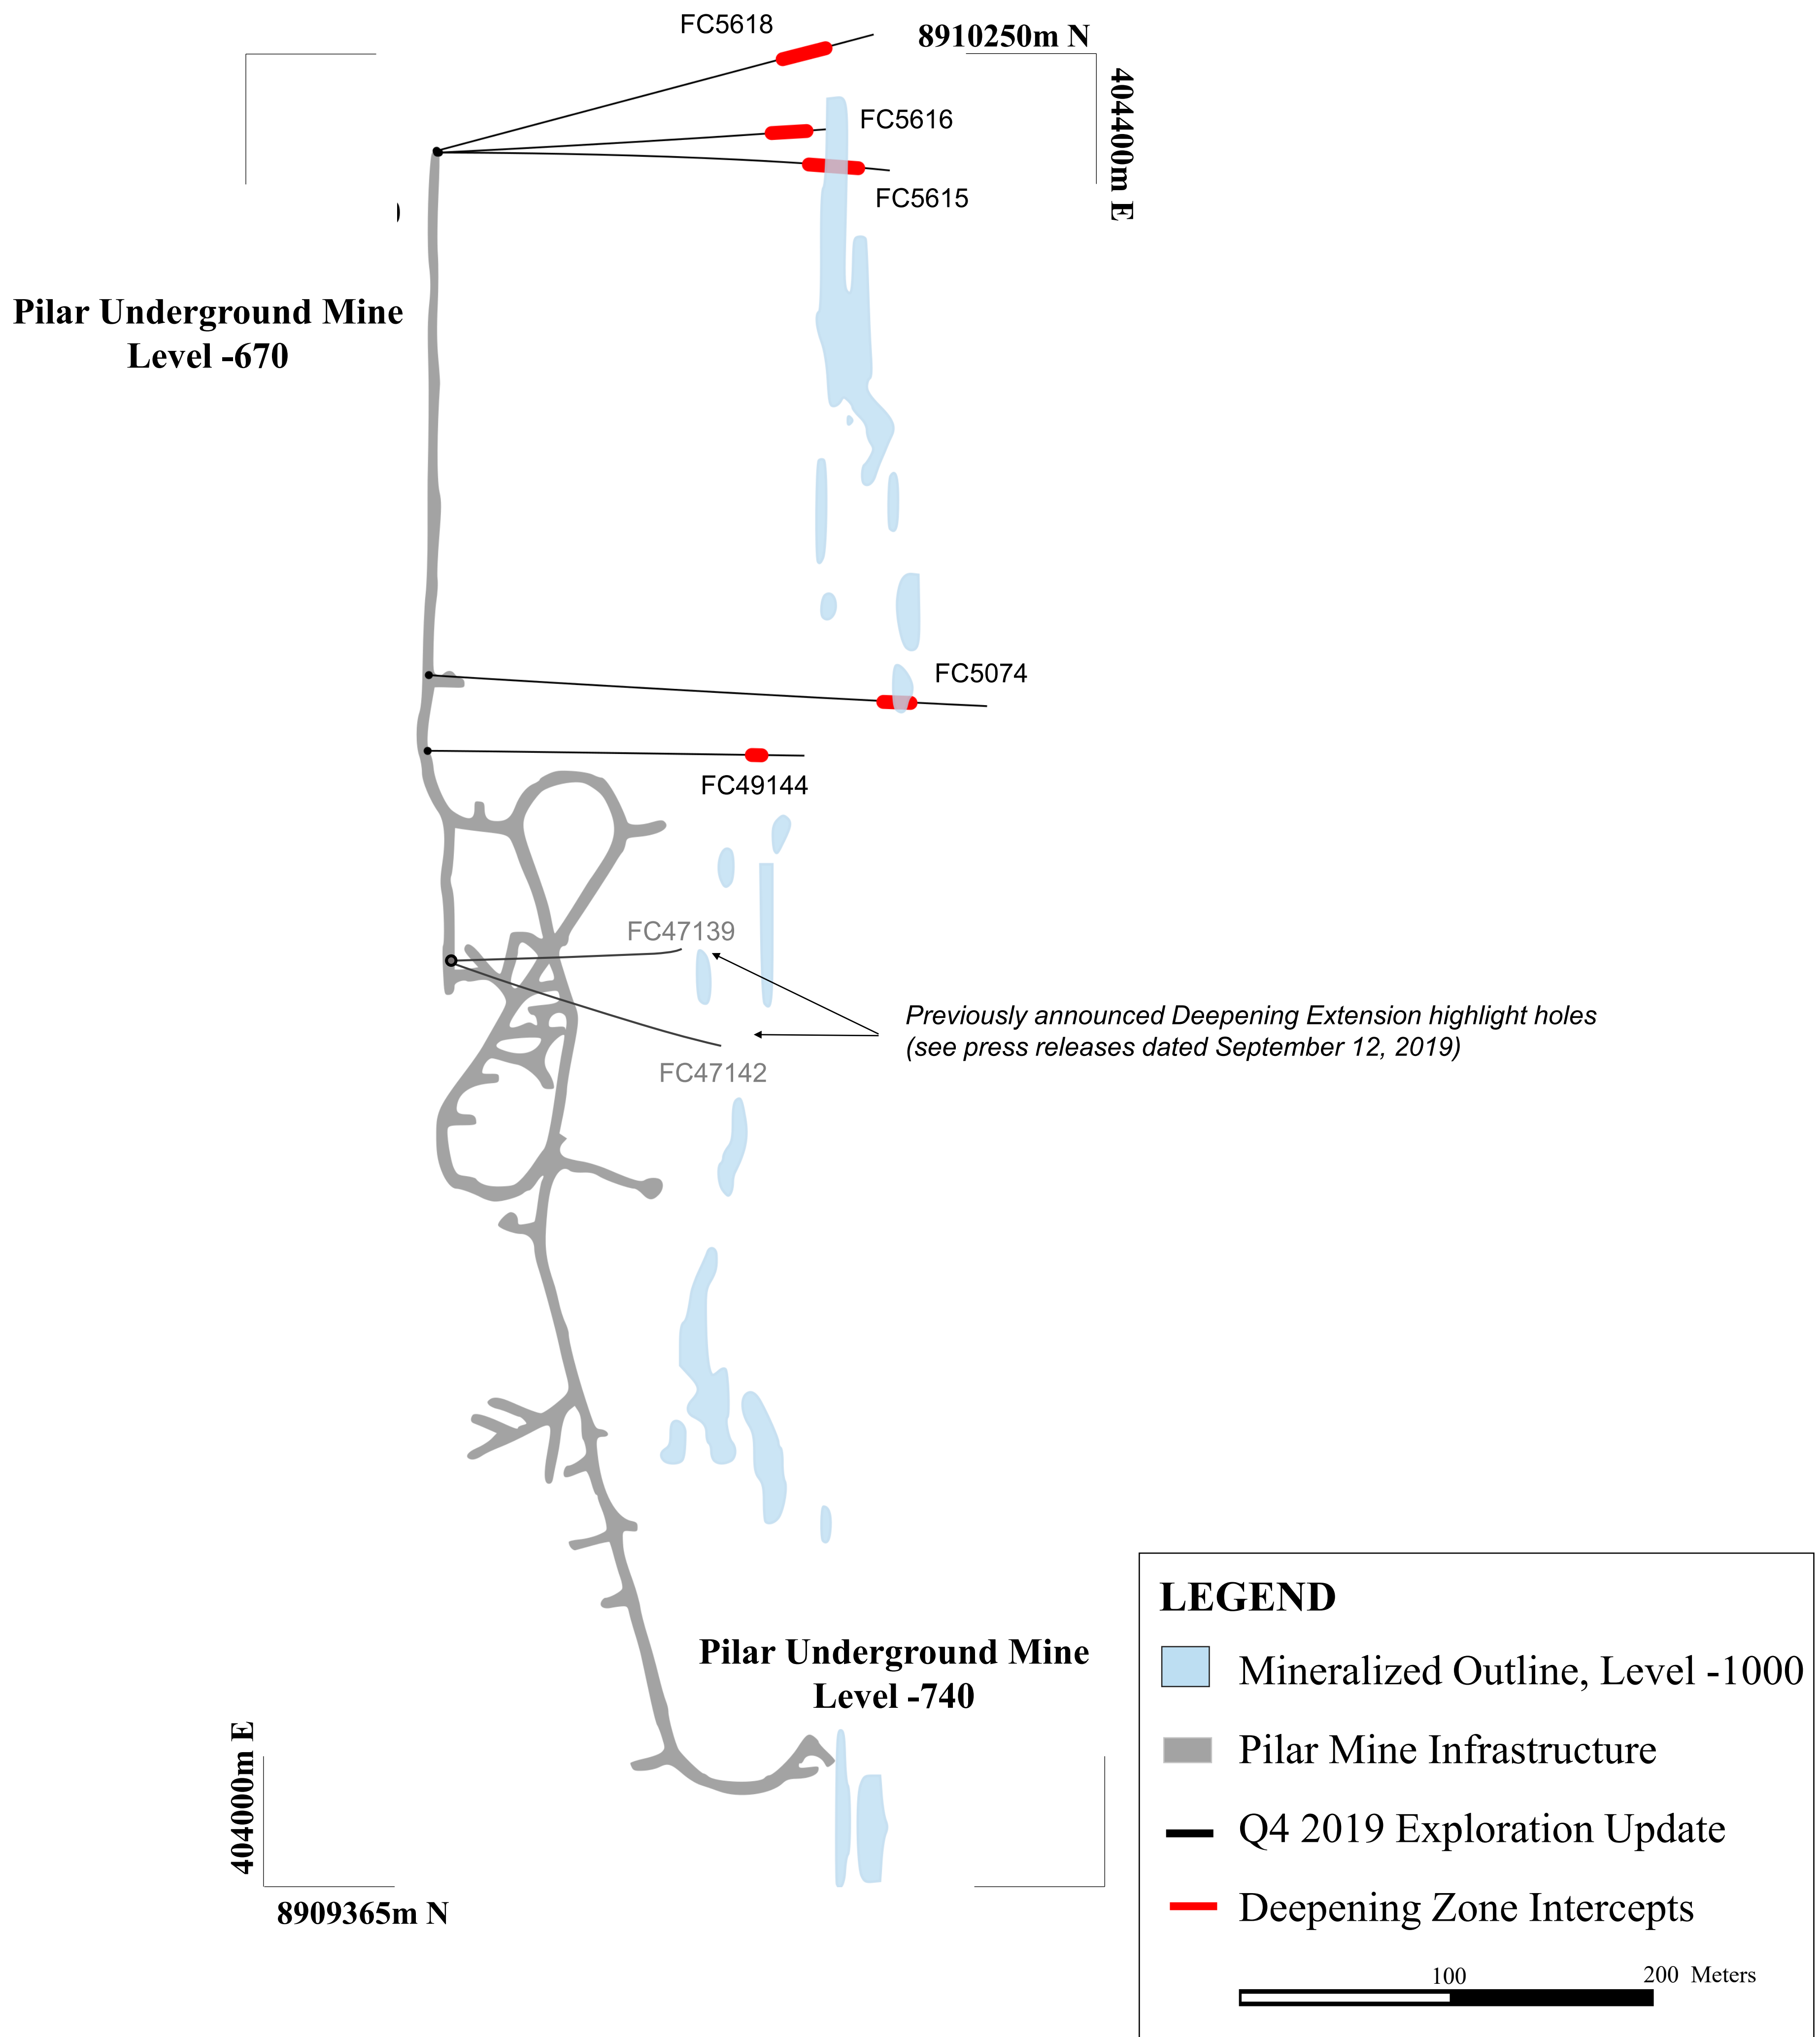 FC5618
8910250m N
404400m E
FC5616
FC5615
)
Pilar Underground Mine
Level -670
FC5074
FC49144
FC47139
Previously announced Deepening Extension highlight holes
(see press releases dated September 12, 2019)
FC47142
Pilar Underground Mine
Level -740
404000m E
8909365m N
LEGEND
Mineralized Outline, Level -1000
Pilar Mine Infrastructure
Q4 2019 Exploration Update
Deepening Zone Intercepts
100 200 Meters